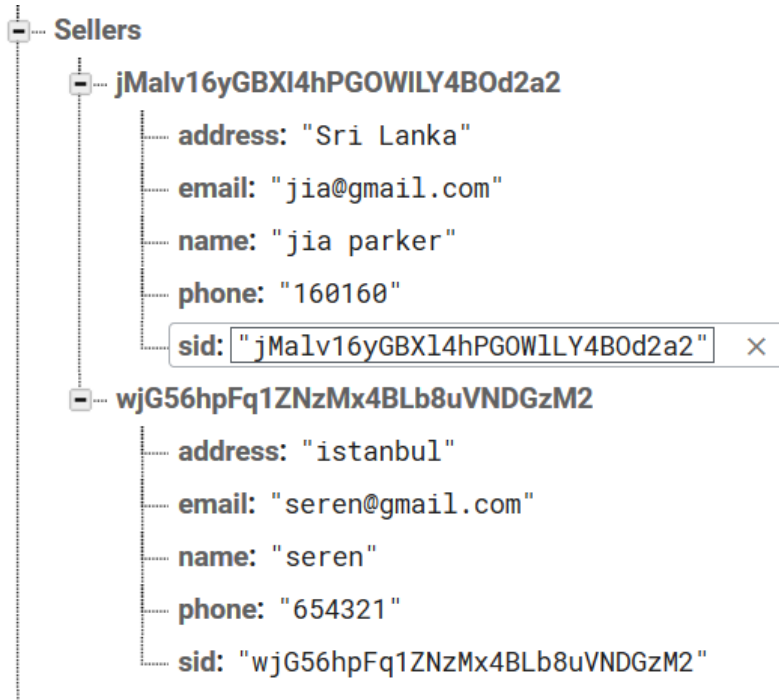 Sellers
jMalv16yGBXl4hPGOWlLY4BOd2a2
address: "Sri Lanka"
email: "jia@gmail.com"
name: "jia parker"
phone: "160160"
sid: "jMalv16yGBXl4hPGOWlLY4BOd2a2"
wjG56hpFq1ZNzMx4BLb8uVNDGzM2
address: "istanbul"
email: "seren@gmail.com"
name: "seren"
phone: "654321"
sid: "wjG56hpFq1ZNzMx4BLb8uVNDGzM2"